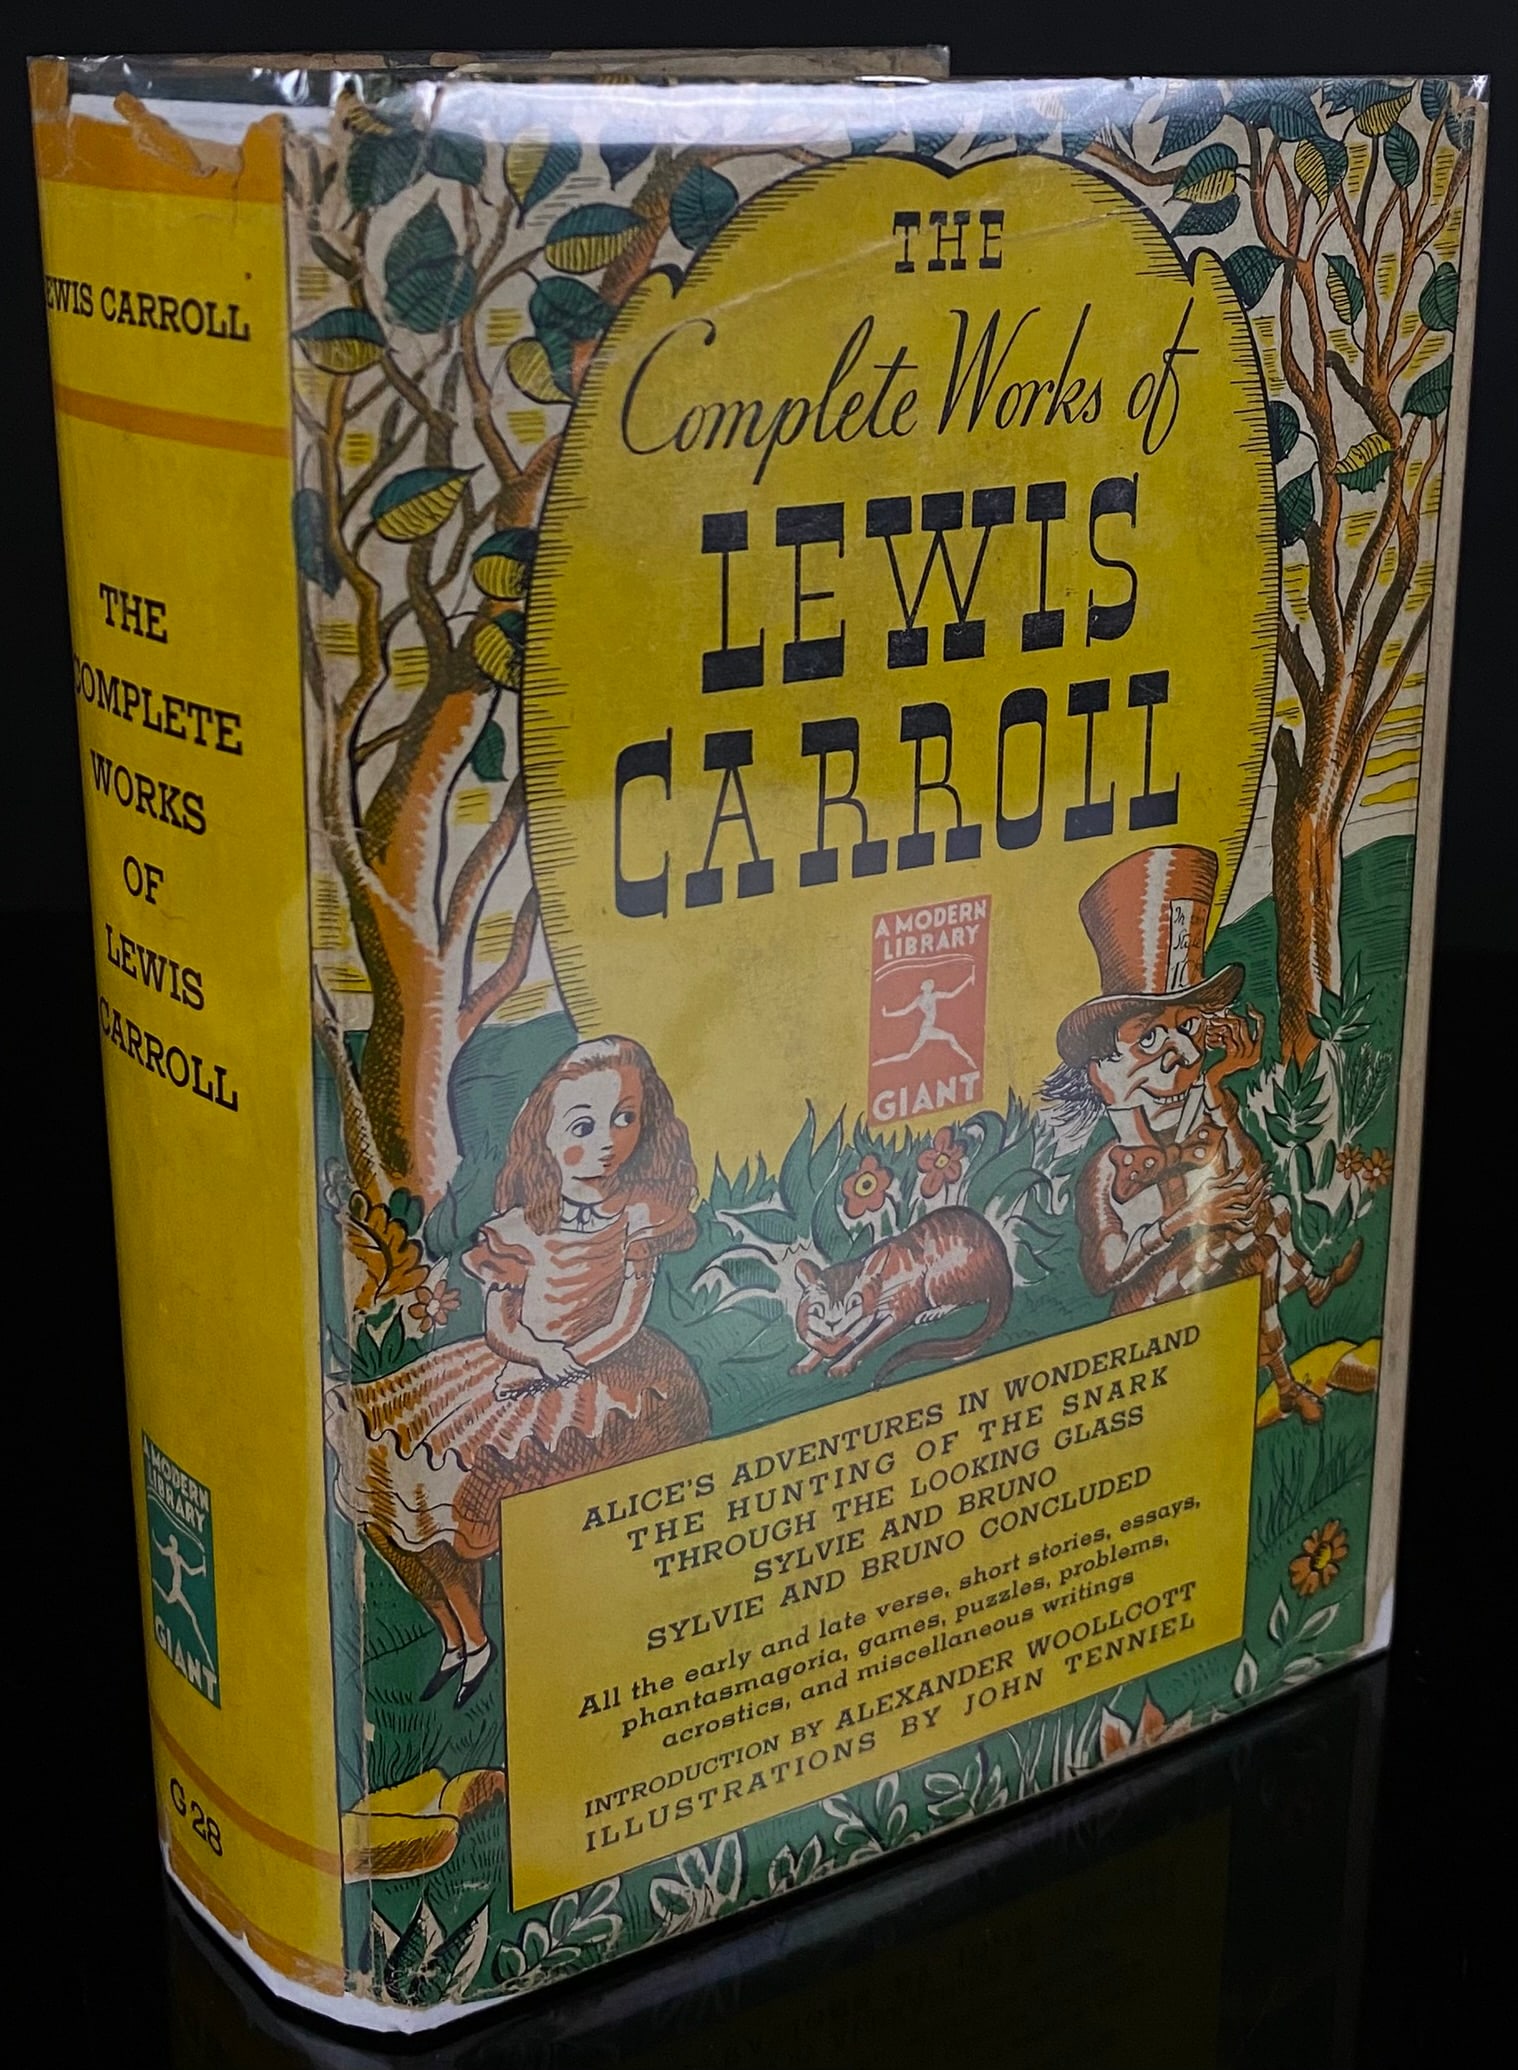 EWIS CARROLL
THE
COMPLETE
WORKS
OF
LEWIS
CARROLL
A MODERN
LIBRARY
GIANT
G 28
THE
Complete Works of
LEWIS
CARROLL
A MODERN
LIBRARY
GIANT
In
Style
ALICE'S ADVENTURES IN WONDERLAND
THE HUNTING OF THE SNARK
THROUGH THE LOOKING GLASS
SYLVIE AND BRUNO
SYLVIE AND BRUNO CONCLUDED
All the early and late verse, short stories, essays,
phantasmagoria, games, puzzles, problems,
acrostics, and miscellaneous writings
INTRODUCTION BY ALEXANDER WOOLLCOTT
ILLUSTRATIONS BY JOHN TENNIEL